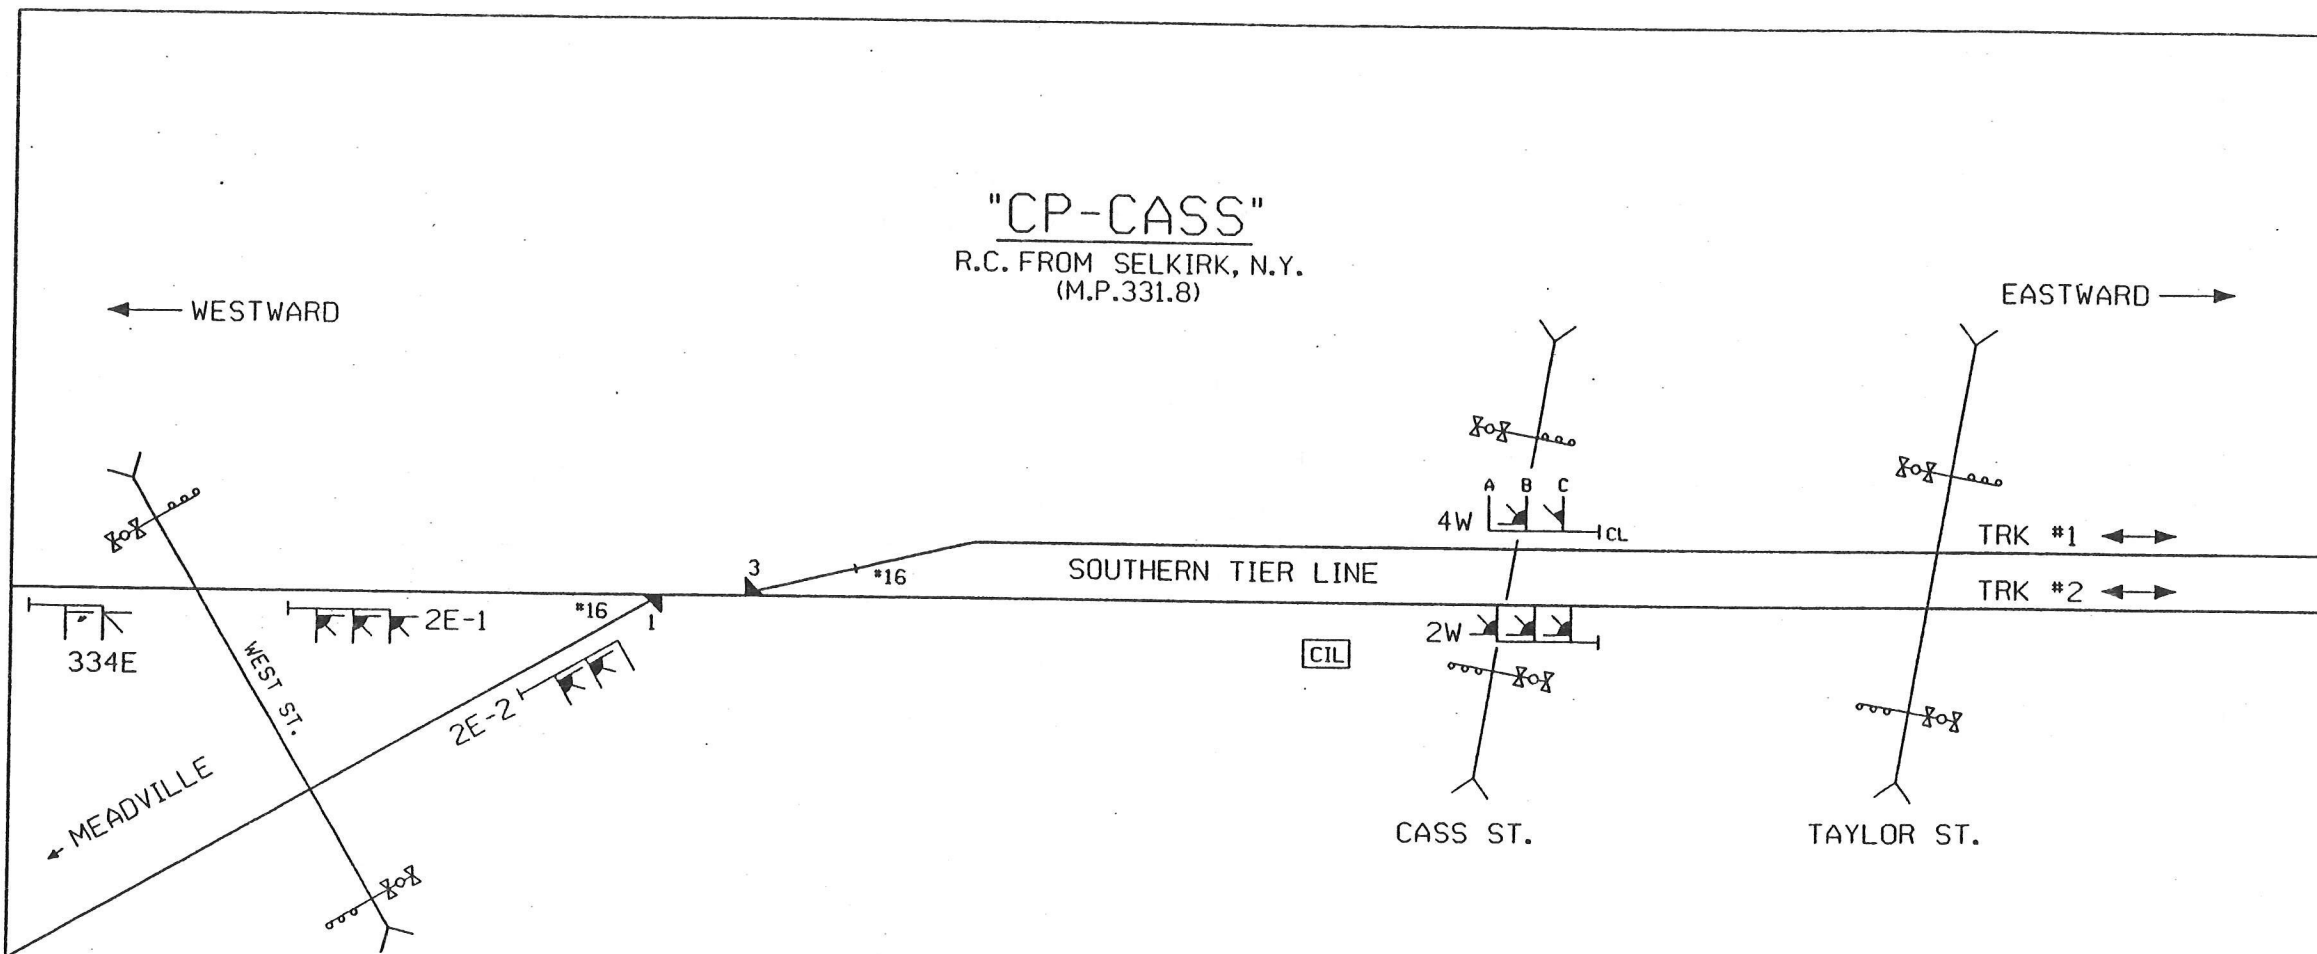 "CP-CASS"
R.C. FROM SELKIRK, N.Y.
(M.P.331.8)
WESTWARD
EASTWARD
A B C
4W
CL
TRK #1
3
#16
SOUTHERN TIER LINE
TRK #2
#16
1
2E-1
334E
2W
CIL
WEST ST.
2E-2
MEADVILLE
CASS ST.
TAYLOR ST.